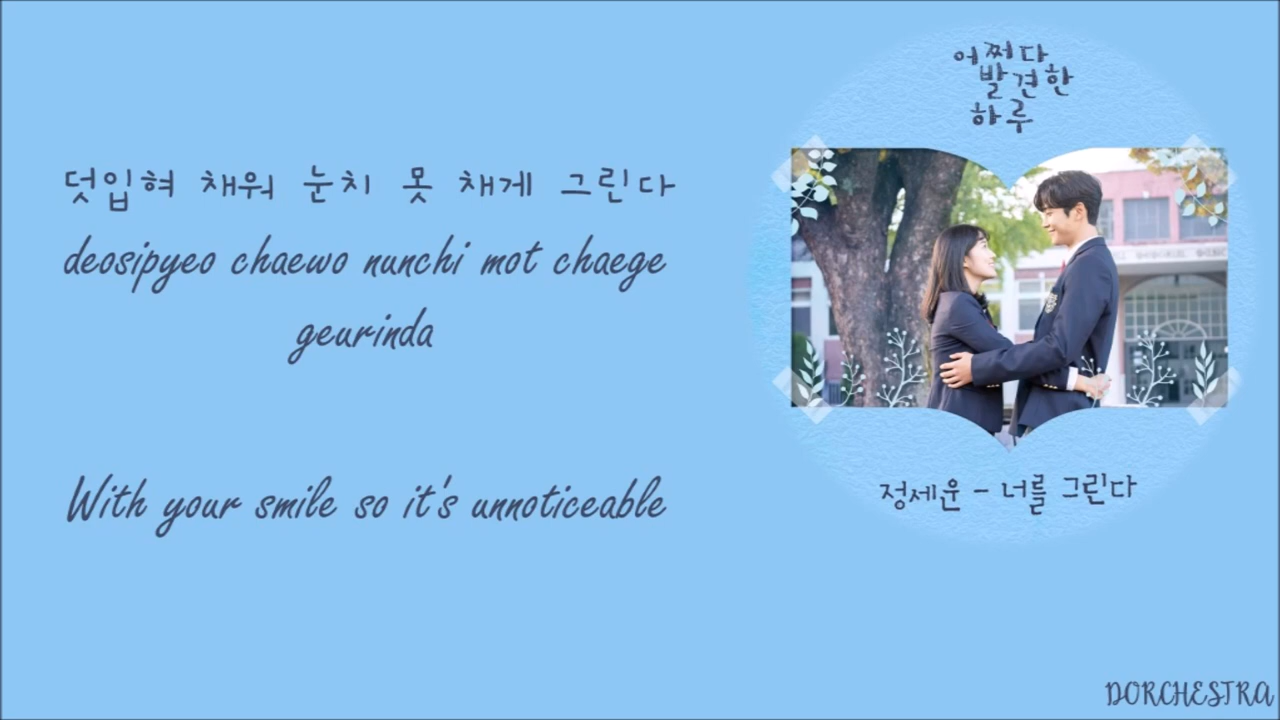 덧입혀 채워 눈치 못 채게 그린다
deosipyeo chaewo nunchi mot chaege
geurinda
With your smile so it's unnoticeable
어쩌다
발견한
하루
정세운 - 너를 그린다
DORCHESTRA